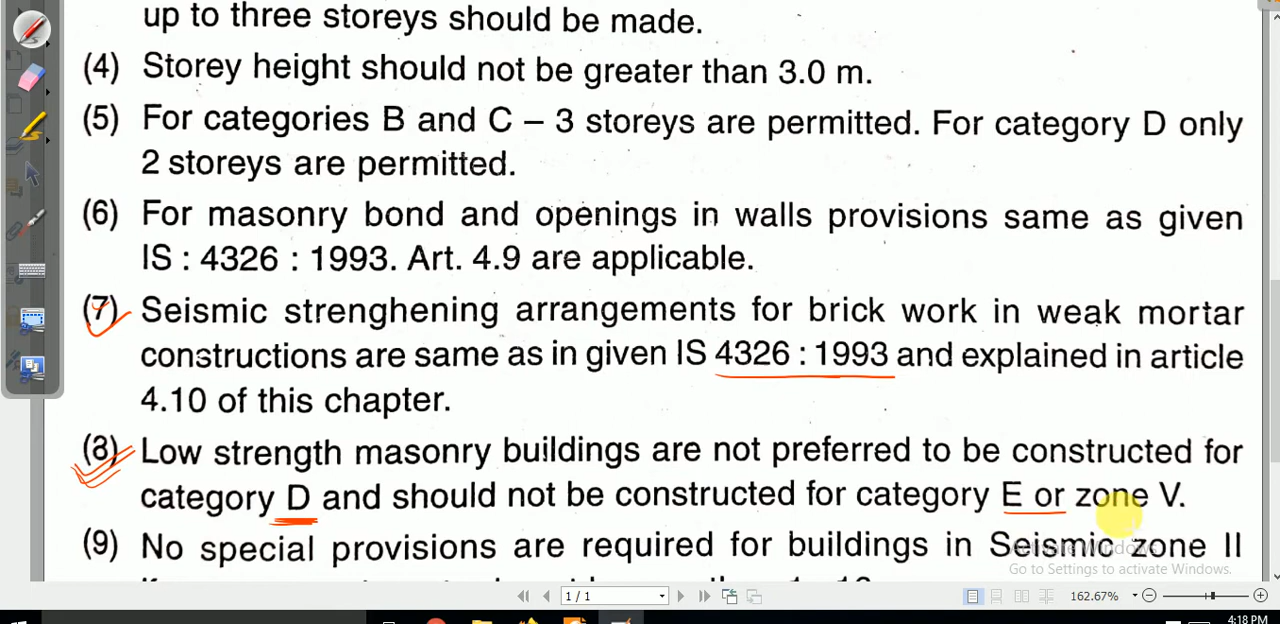 up to three storeys should be made.
(4) Storey height should not be greater than 3.0 m.
(5) For categories B and C – 3 storeys are permitted. For category D only
2 storeys are permitted.
(6) For masonry bond and openings in walls provisions same as given
IS : 4326 : 1993. Art. 4.9 are applicable.
(7) Seismic strenghening arrangements for brick work in weak mortar
constructions are same as in given IS 4326 : 1993 and explained in article
4.10 of this chapter.
(8) Low strength masonry buildings are not preferred to be constructed for
category D and should not be constructed for category E or zone V.
(9) No special provisions are required for buildings in Seismic zone II
Activate Windows
Go to Settings to activate Windows.
1 / 1
162.67%
4:18 PM